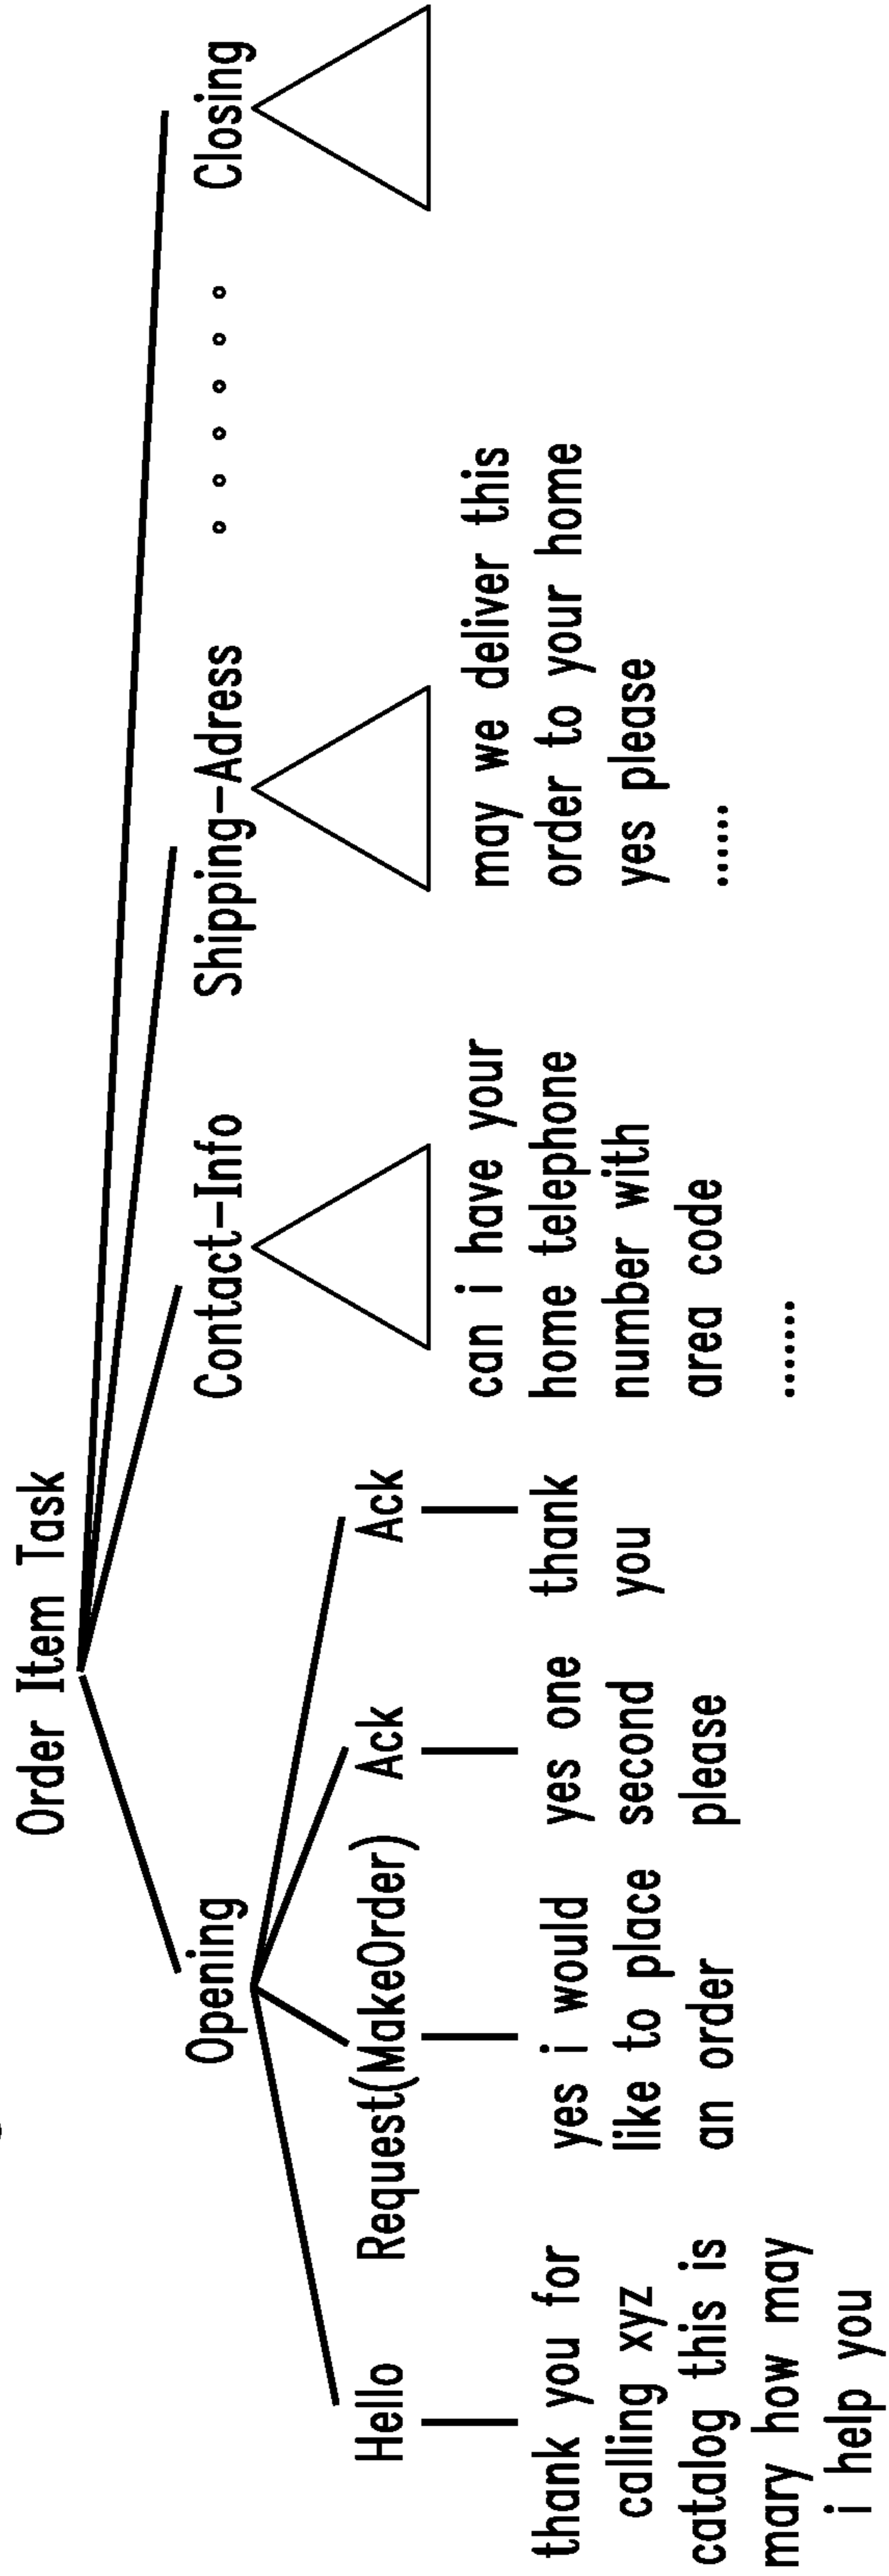 Order Item Task
Opening
Contact-Info
Shipping-Adress
Closing
Hello
Request(MakeOrder)
Ack
Ack
thank you for
calling xyz
catalog this is
mary how may
i help you
yes i would
like to place
an order
yes one
second
please
thank
you
can i have your
home telephone
number with
area code
.......
may we deliver this
order to your home
yes please
......